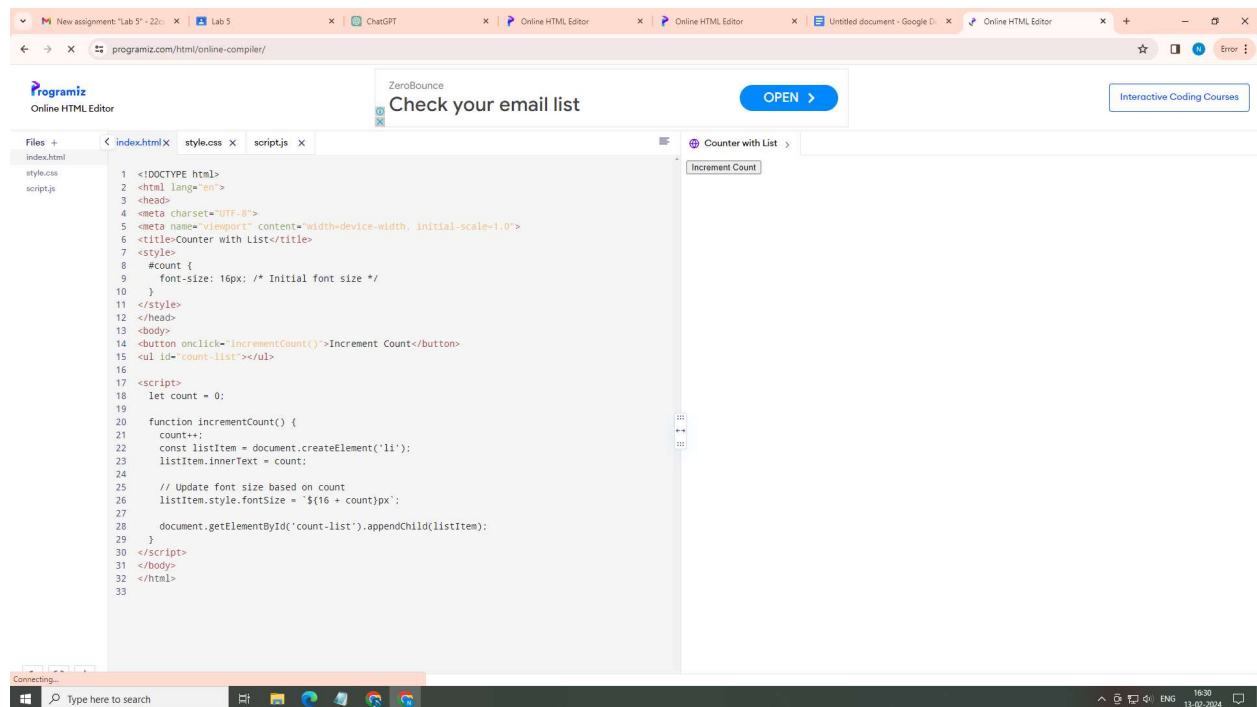 New assignment: "Lab 5" - 22c
Lab 5
ChatGPT
Online HTML Editor
Online HTML Editor
Untitled document - Google D
Online HTML Editor
programiz.com/html/online-compiler/
N
Error
Programiz
Online HTML Editor
ZeroBounce
Check your email list
OPEN >
Interactive Coding Courses
Files +
index.html
style.css
script.js
index.html
style.css
script.js
Counter with List
Increment Count
1 <!DOCTYPE html>
2 <html lang="en">
3 <head>
4 <meta charset="UTF-8">
5 <meta name="viewport" content="width=device-width, initial-scale=1.0">
6 <title>Counter with List</title>
7 <style>
8 #count {
9 font-size: 16px; /* Initial font size */
10 }
11 </style>
12 </head>
13 <body>
14 <button onclick="incrementCount()">Increment Count</button>
15 <ul id="count-list"></ul>
16
17 <script>
18 let count = 0;
19
20 function incrementCount() {
21 count++;
22 const listItem = document.createElement('li');
23 listItem.innerText = count;
24
25 // Update font size based on count
26 listItem.style.fontSize = `${16 + count}px`;
27
28 document.getElementById('count-list').appendChild(listItem);
29 }
30 </script>
31 </body>
32 </html>
33
Connecting...
Type here to search
ENG
16:30
13-02-2024